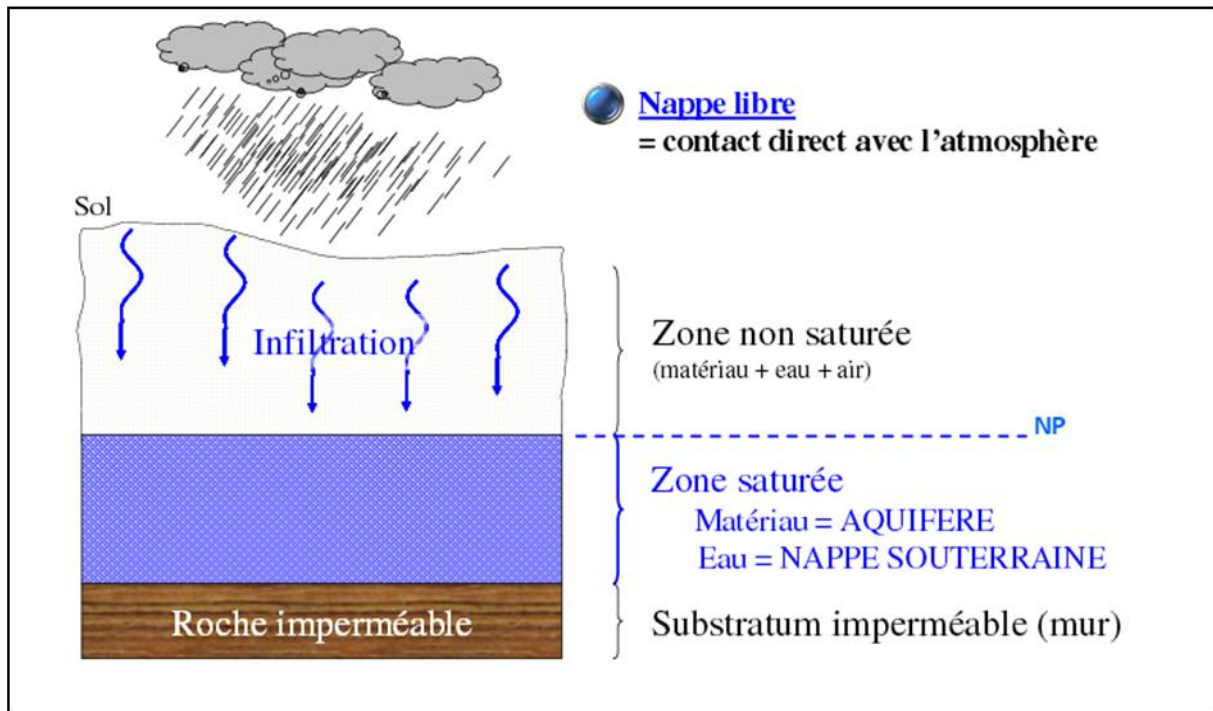 Nappe libre
= contact direct avec l’atmosphère
Sol
Infiltration
Zone non saturée
(matériau + eau + air)
NP
Zone saturée
Matériau = AQUIFERE
Eau = NAPPE SOUTERRAINE
Roche imperméable
Substratum imperméable (mur)